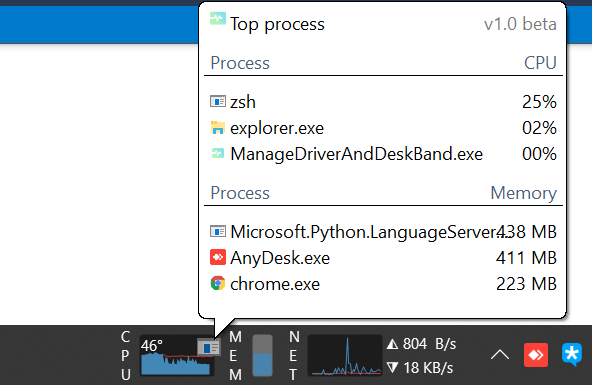 Top process v1.0 beta
Process CPU
zsh 25%
explorer.exe 02%
ManageDriverAndDeskBand.exe 00%
Process Memory
Microsoft.Python.LanguageServer... 438 MB
AnyDesk.exe 411 MB
chrome.exe 223 MB
CPU 46° MEM NET 804 B/s
18 KB/s